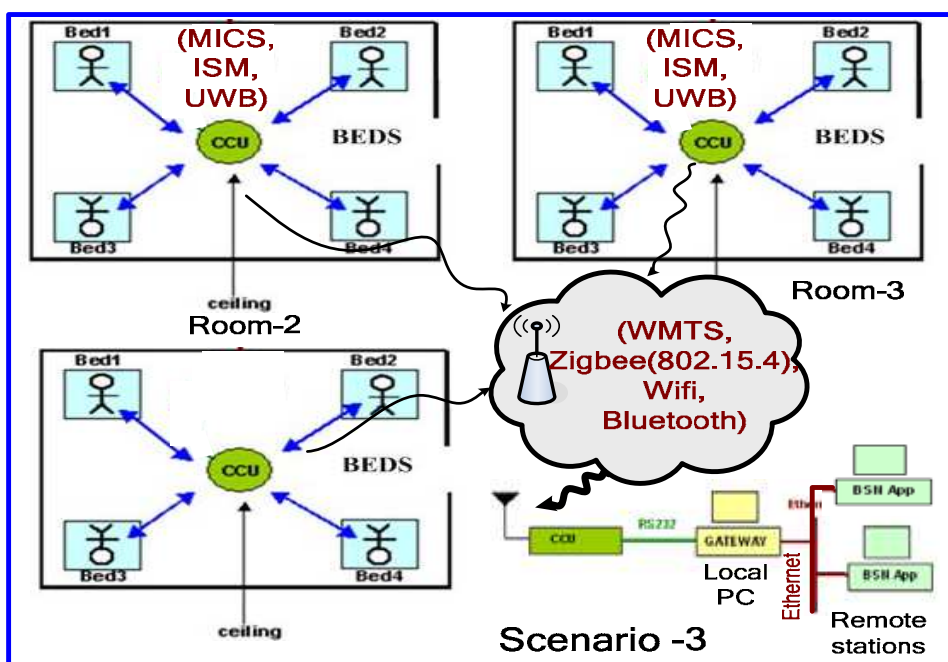 Bed1
(MICS,
ISM,
UWB)
Bed2
CCU
BEDS
Bed3
Bed4
ceiling
Room-2
Bed1
(MICS,
ISM,
UWB)
Bed2
CCU
BEDS
Bed3
Bed4
Room-3
(WMTS,
Zigbee(802.15.4),
Wifi,
Bluetooth)
Bed1
Bed2
CCU
BEDS
Bed3
Bed4
ceiling
CCU
RS232
GATEWAY
Local
PC
Ethern
Ethernet
BSN App
BSN App
Remote
stations
Scenario -3